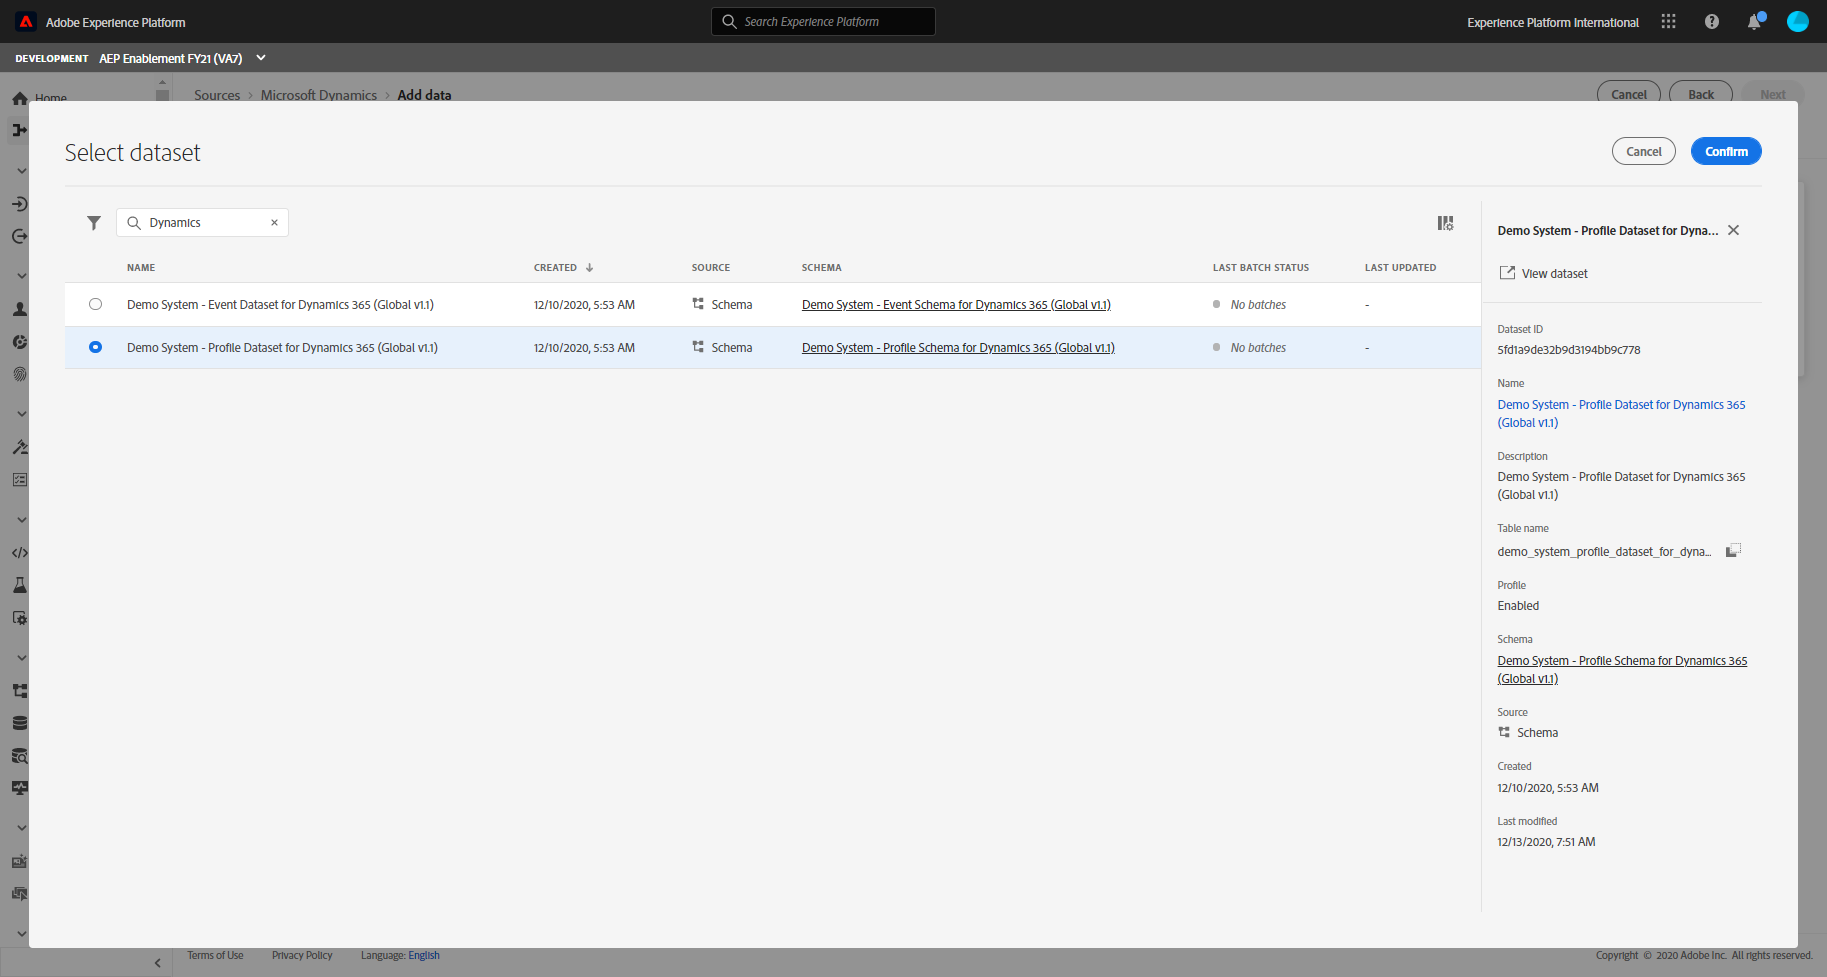 Adobe Experience Platform
Search Experience Platform
Experience Platform International
DEVELOPMENT AEP Enablement FY21 (VA7)
Home
Sources > Microsoft Dynamics > Add data
Cancel Back Next
Select dataset
Cancel Confirm
Dynamics
NAME CREATED SOURCE SCHEMA LAST BATCH STATUS LAST UPDATED
Demo System - Event Dataset for Dynamics 365 (Global v1.1) 12/10/2020, 5:53 AM Schema Demo System - Event Schema for Dynamics 365 (Global v1.1) No batches -
Demo System - Profile Dataset for Dynamics 365 (Global v1.1) 12/10/2020, 5:53 AM Schema Demo System - Profile Schema for Dynamics 365 (Global v1.1) No batches -
Demo System - Profile Dataset for Dyna...
View dataset
Dataset ID
5fd1a9de32b9d3194bb9c778
Name
Demo System - Profile Dataset for Dynamics 365
(Global v1.1)
Description
Demo System - Profile Dataset for Dynamics 365
(Global v1.1)
Table name
demo_system_profile_dataset_for_dyna...
Profile
Enabled
Schema
Demo System - Profile Schema for Dynamics 365
(Global v1.1)
Source
Schema
Created
12/10/2020, 5:53 AM
Last modified
12/13/2020, 7:51 AM
Terms of Use Privacy Policy Language: English
Copyright © 2020 Adobe Inc. All rights reserved.